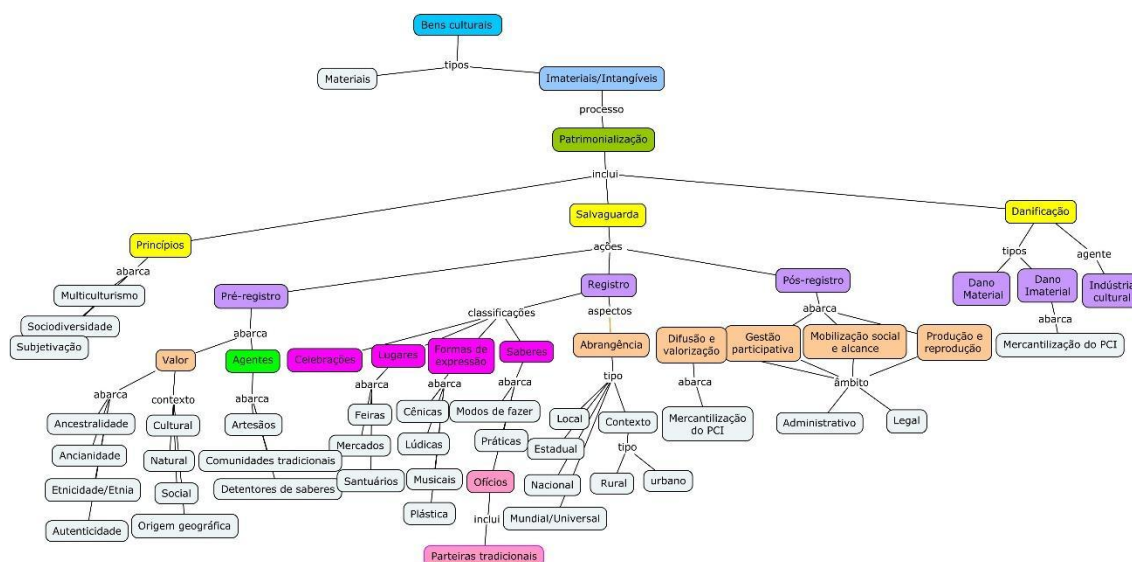 Bens culturais
tipos
Materiais
Imateriais/Intangíveis
processo
Patrimonialização
inclui
Princípios
Salvaguarda
Danificação
abarca
Multiculturismo
Sociodiversidade
Subjetivação
ações
tipos
agente
Dano
Material
Dano
Imaterial
Indústria
cultural
abarca
Mercantilização do PCI
Pré-registro
Registro
Pós-registro
abarca
Valor
Agentes
abarca
Ancestralidade
Ancianidade
Etnicidade/Etnia
Autenticidade
contexto
Cultural
Natural
Social
Origem geográfica
abarca
Artesãos
Comunidades tradicionais
Detentores de saberes
classificações
Celebrações
Lugares
Formas de
expressão
Saberes
abarca
Feiras
Mercados
Santuários
abarca
Cênicas
Lúdicas
Musicais
Plástica
abarca
Modos de fazer
Práticas
Ofícios
inclui
Parteiras tradicionais
aspectos
Abrangência
tipo
Local
Estadual
Nacional
Mundial/Universal
Contexto
tipo
Rural
urbano
abarca
Difusão e
valorização
Gestão
participativa
Mobilização social
e alcance
Produção e
reprodução
abarca
Mercantilização
do PCI
âmbito
Administrativo
Legal